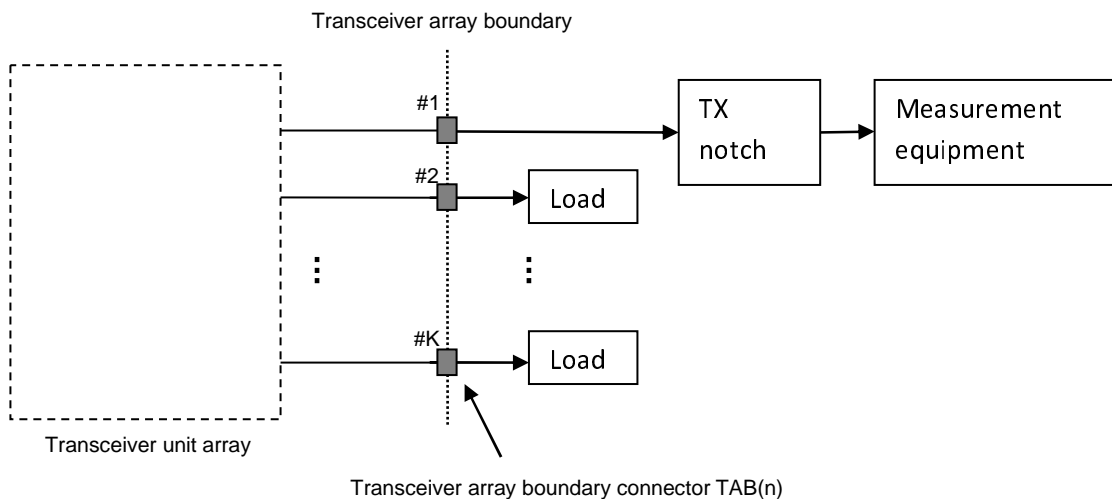 Transceiver array boundary
#1
TX
notch
Measurement
equipment
#2
Load
#K
Load
Transceiver unit array
Transceiver array boundary connector TAB(n)